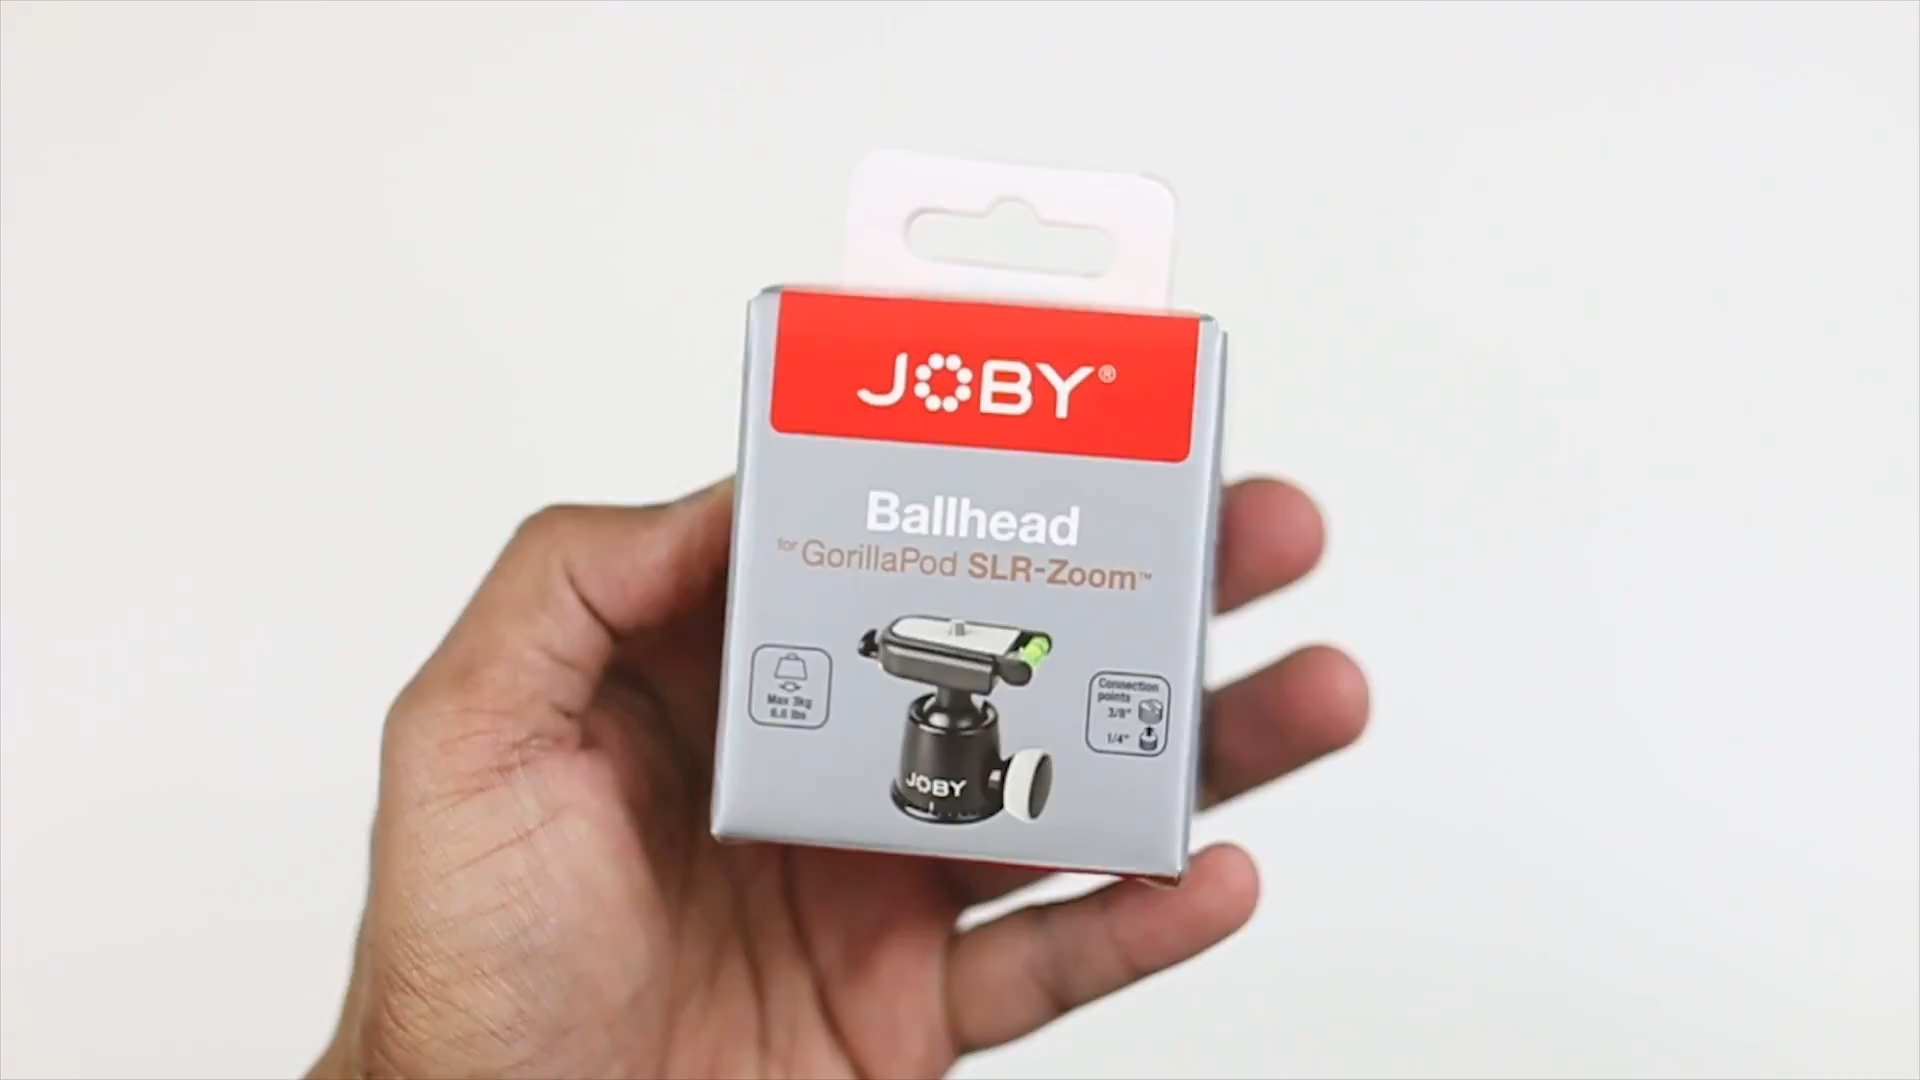 JOBY®
Ballhead
for GorillaPod SLR-Zoom™
Max 3kg
6.6 lbs
Connection
points
3/8"
1/4"
JOBY